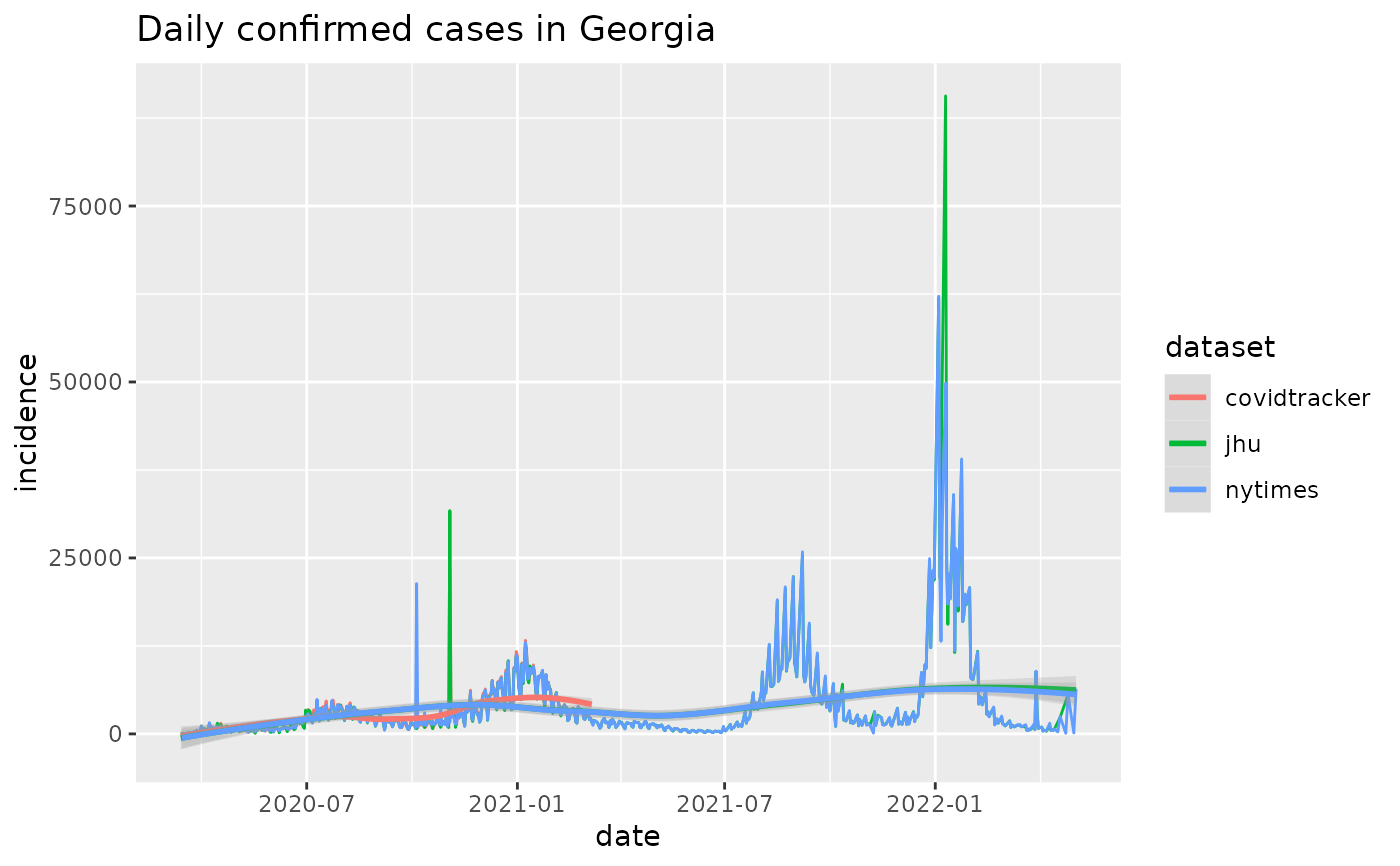 Daily confirmed cases in Georgia
incidence
75000
50000
25000
0
2020-07
2021-01
2021-07
2022-01
date
dataset
covidtracker
jhu
nytimes